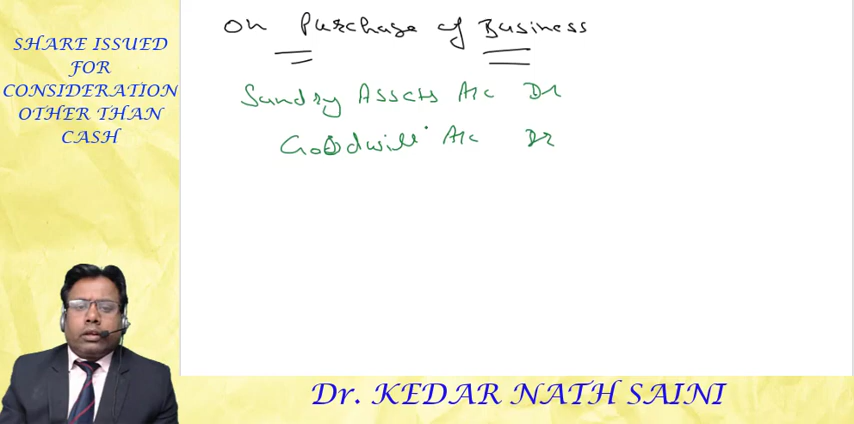 SHARE ISSUED
FOR
CONSIDERATION
OTHER THAN
CASH
On Purchase of Business
Sundry Assets A/c Dr
Goodwill A/c Dr
Dr. KEDAR NATH SAINI